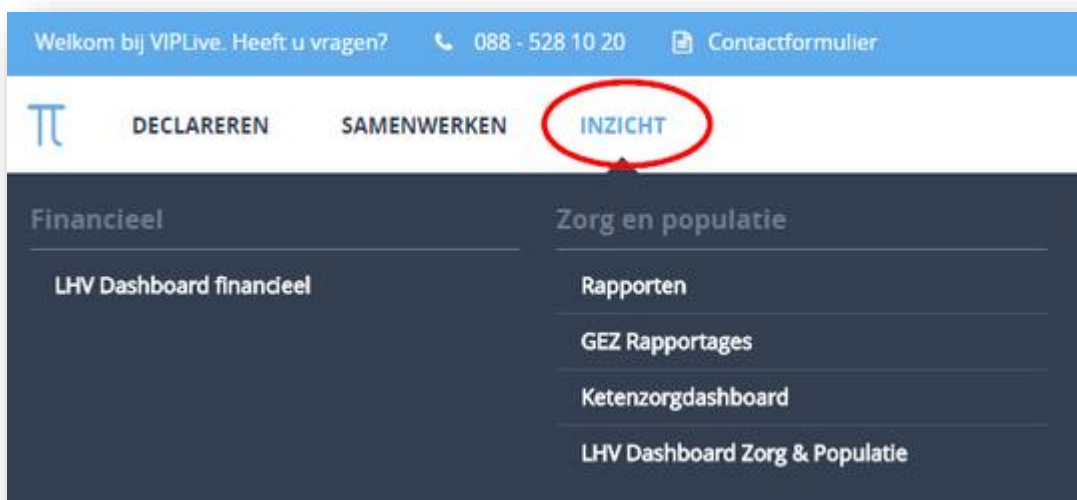 Welkom bij VIPLive. Heeft u vragen? 088 - 528 10 20 Contactformulier
DECLAREREN SAMENWERKEN INZICHT
Financieel
LHV Dashboard financieel
Zorg en populatie
Rapporten
GEZ Rapportages
Ketenzorgdashboard
LHV Dashboard Zorg & Populatie